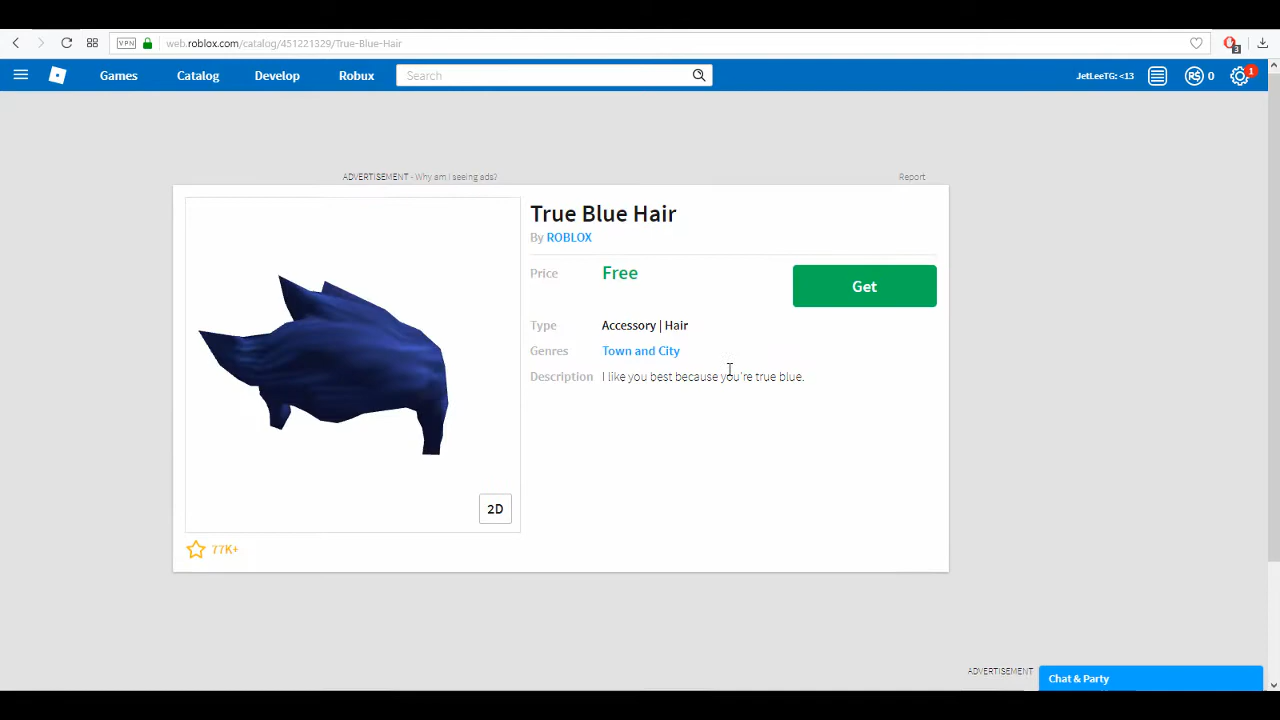 VPN web.roblox.com/catalog/451221329/True-Blue-Hair 3
Games Catalog Develop Robux Search JetLeeTG: <13 R$ 0 1
ADVERTISEMENT - Why am I seeing ads? Report
True Blue Hair
By ROBLOX
Price Free Get
Type Accessory | Hair
Genres Town and City
Description I like you best because you're true blue.
2D
77K+
ADVERTISEMENT Chat & Party